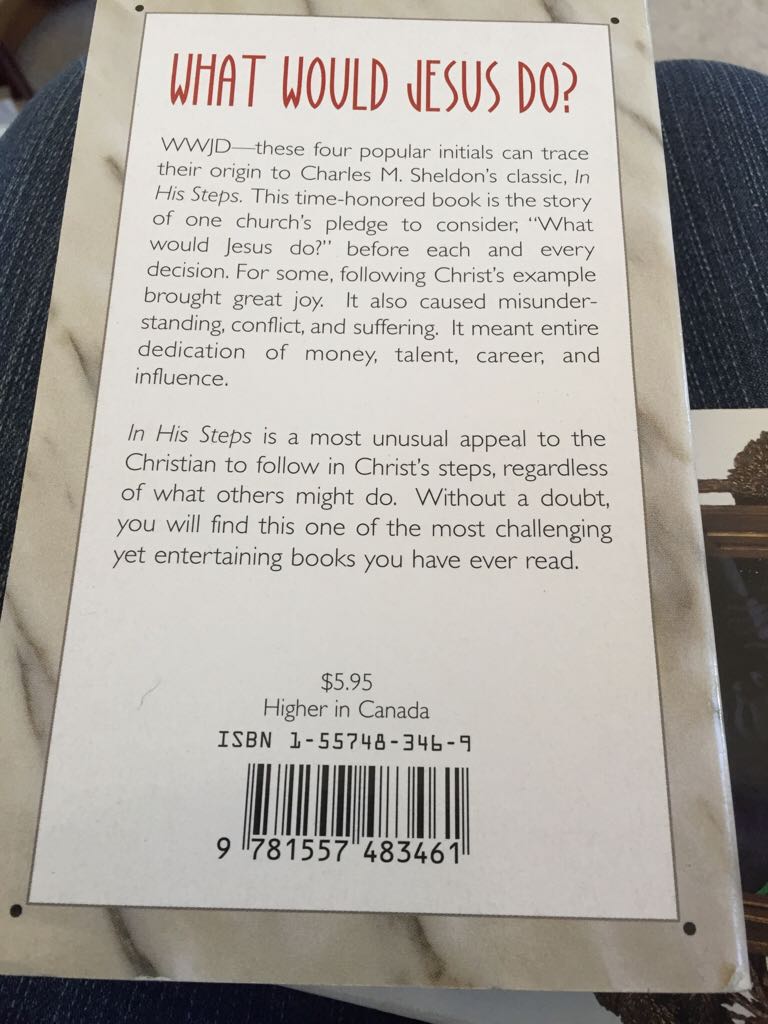 WHAT WOULD JESUS DO?
WWJD—these four popular initials can trace
their origin to Charles M. Sheldon's classic, In
His Steps. This time-honored book is the story
of one church's pledge to consider, "What
would Jesus do?" before each and every
decision. For some, following Christ's example
brought great joy. It also caused misunder-
standing, conflict, and suffering. It meant entire
dedication of money, talent, career, and
influence.
In His Steps is a most unusual appeal to the
Christian to follow in Christ's steps, regardless
of what others might do. Without a doubt,
you will find this one of the most challenging
yet entertaining books you have ever read.
$5.95
Higher in Canada
ISBN 1-55748-346-9
9 781557 483461